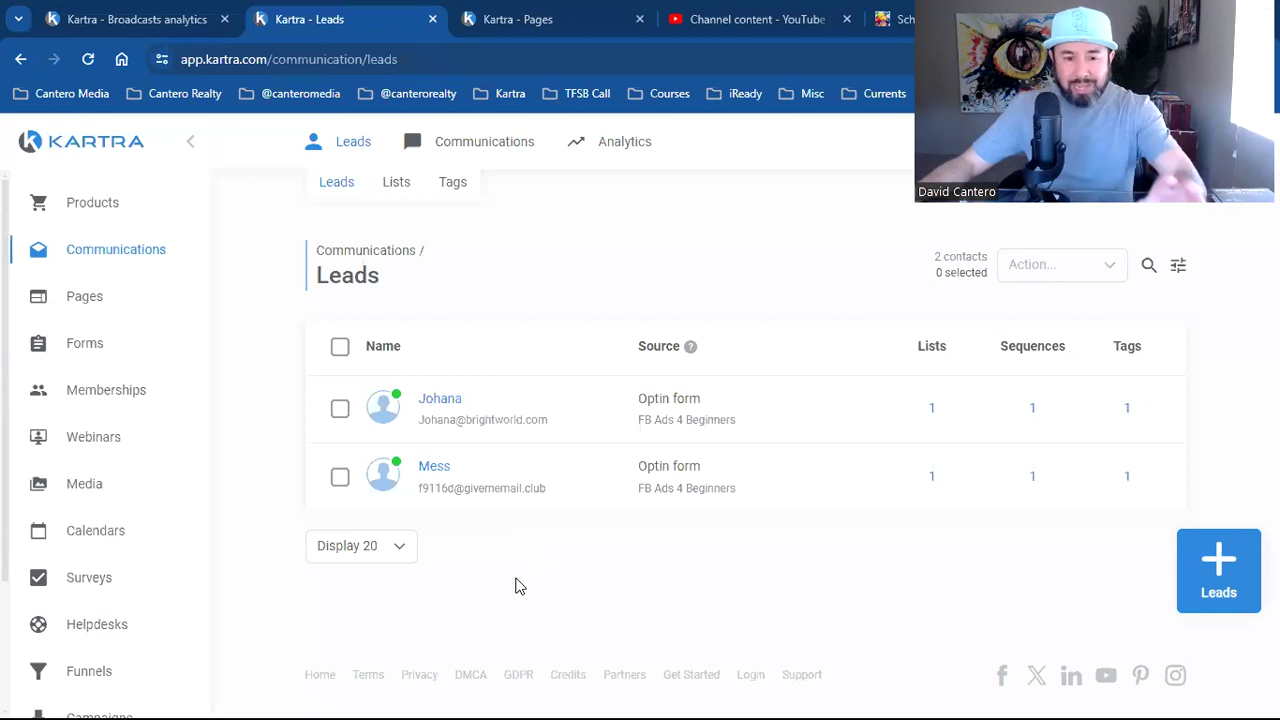 Kartra - Broadcasts analytics
Kartra - Leads
Kartra - Pages
Channel content - YouTube
Sch
app.kartra.com/communication/leads
Cantero Media
Cantero Realty
@canteromedia
@canterorealty
Kartra
TFSB Call
Courses
iReady
Misc
Currents
KARTRA
Leads
Communications
Analytics
Leads
Lists
Tags
David Cantero
Products
Communications
Pages
Forms
Memberships
Webinars
Media
Calendars
Surveys
Helpdesks
Funnels
Campaigns
Communications /
Leads
2 contacts
0 selected
Action...
Name Source ? Lists Sequences Tags
Johana Optin form 1 1 1
Johana@brightworld.com FB Ads 4 Beginners
Mess Optin form 1 1 1
f9116d@givememail.club FB Ads 4 Beginners
Display 20
+
Leads
Home Terms Privacy DMCA GDPR Credits Partners Get Started Login Support